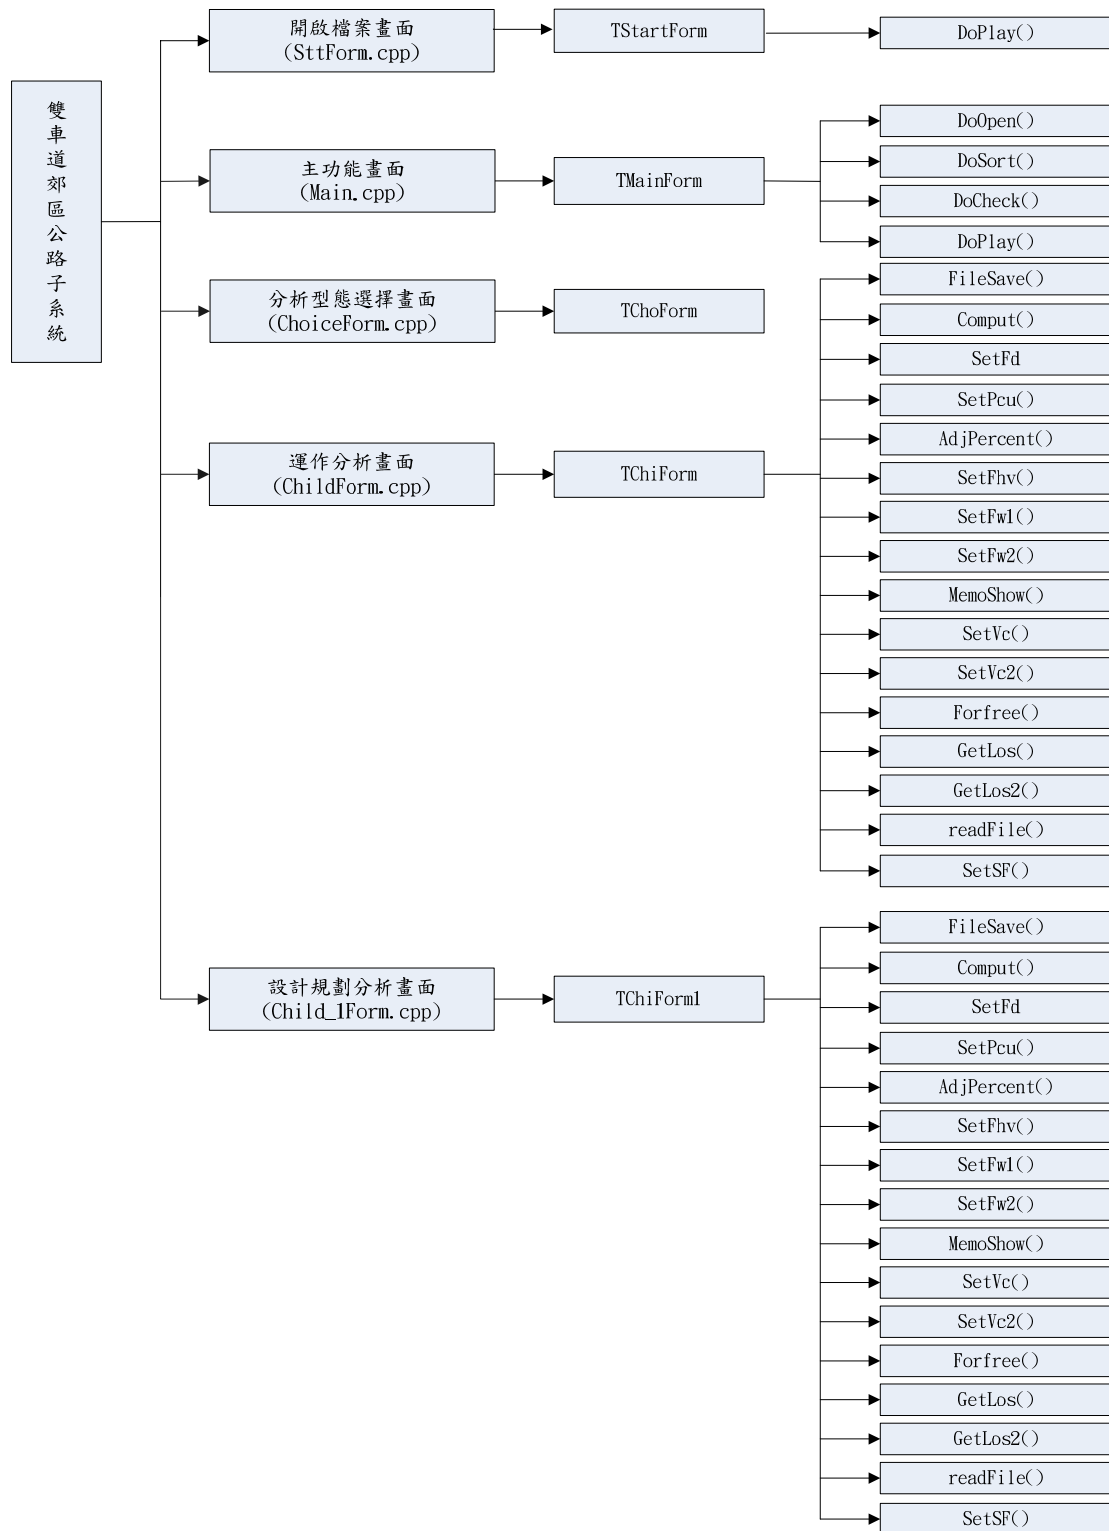 雙車道郊區公路子系統
開啟檔案畫面
(SttForm.cpp)
TStartForm
DoPlay()
主功能畫面
(Main.cpp)
TMainForm
DoOpen()
DoSort()
DoCheck()
DoPlay()
分析型態選擇畫面
(ChoiceForm.cpp)
TChoForm
運作分析畫面
(ChildForm.cpp)
TChiForm
FileSave()
Comput()
SetFd
SetPcu()
AdjPercent()
SetFhv()
SetFw1()
SetFw2()
MemoShow()
SetVc()
SetVc2()
Forfree()
GetLos()
GetLos2()
readFile()
SetSF()
設計規劃分析畫面
(Child_1Form.cpp)
TChiForm1
FileSave()
Comput()
SetFd
SetPcu()
AdjPercent()
SetFhv()
SetFw1()
SetFw2()
MemoShow()
SetVc()
SetVc2()
Forfree()
GetLos()
GetLos2()
readFile()
SetSF()